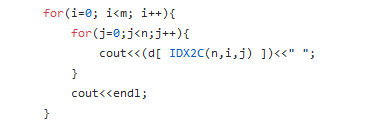 for(i=0; i<m; i++){
for(j=0;j<n;j++){
cout<<(d[ IDX2C(n,i,j) ])<<" ";
}
cout<<endl;
}